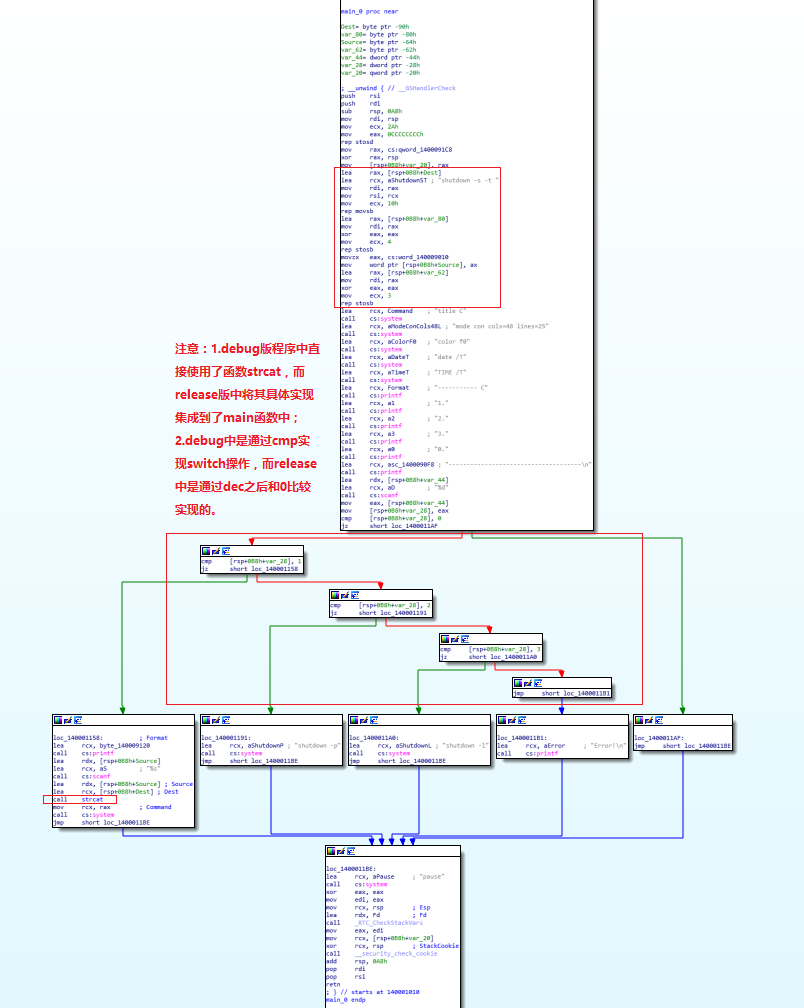 main_0 proc near
Dest= byte ptr -90h
var_80= byte ptr -80h
Source= byte ptr -64h
var_62= byte ptr -62h
var_44= dword ptr -44h
var_28= dword ptr -28h
var_20= qword ptr -20h
; __unwind { // __GSHandlerCheck
push rsi
push rdi
sub rsp, 0A8h
mov rdi, rsp
mov ecx, 2Ah
mov eax, 0CCCCCCCCh
rep stosd
mov rax, cs:qword_1400091C8
xor rax, rsp
mov [rsp+0B8h+var_20], rax
lea rax, [rsp+0B8h+Dest]
lea rcx, aShutdownST ; "shutdown -s -t "
mov rdi, rax
mov rsi, rcx
mov ecx, 10h
rep movsb
lea rax, [rsp+0B8h+var_80]
mov rdi, rax
xor eax, eax
mov ecx, 4
rep stosb
movzx eax, cs:word_140009010
mov word ptr [rsp+0B8h+Source], ax
lea rax, [rsp+0B8h+var_62]
mov rdi, rax
xor eax, eax
mov ecx, 3
rep stosb
lea rcx, Command ; "title C"
call cs:system
lea rcx, aModeConCols48L ; "mode con cols=48 lines=25"
call cs:system
lea rcx, aColorF0 ; "color f0"
call cs:system
lea rcx, aDateT ; "date /T"
call cs:system
lea rcx, aTimeT ; "TIME /T"
call cs:system
lea rcx, Format ; "----------- C"
call cs:printf
lea rcx, a1 ; "1."
call cs:printf
lea rcx, a2 ; "2."
call cs:printf
lea rcx, a3 ; "3."
call cs:printf
lea rcx, a0 ; "0."
call cs:printf
lea rcx, asc_1400090F8 ; "-----------------------------------\n"
call cs:printf
lea rdx, [rsp+0B8h+var_44]
lea rcx, aD ; "%d"
call cs:scanf
mov eax, [rsp+0B8h+var_44]
mov [rsp+0B8h+var_28], eax
cmp [rsp+0B8h+var_28], 0
jz short loc_1400011AF
注意：1.debug版程序中直
接使用了函数strcat，而
release版中将其具体实现
集成到了main函数中；
2.debug中是通过cmp实
现switch操作，而release
中是通过dec之后和0比较
实现的。
cmp [rsp+0B8h+var_28], 1
jz short loc_140001158
cmp [rsp+0B8h+var_28], 2
jz short loc_140001191
cmp [rsp+0B8h+var_28], 3
jz short loc_1400011A0
jmp short loc_1400011B1
loc_140001158: ; Format
lea rcx, byte_140009120
call cs:printf
lea rdx, [rsp+0B8h+Source]
lea rcx, aS ; "%s"
call cs:scanf
lea rdx, [rsp+0B8h+Source] ; Source
lea rcx, [rsp+0B8h+Dest] ; Dest
call strcat
mov rcx, rax ; Command
call cs:system
jmp short loc_1400011BE
loc_140001191:
lea rcx, aShutdownP ; "shutdown -p"
call cs:system
jmp short loc_1400011BE
loc_1400011A0:
lea rcx, aShutdownL ; "shutdown -l"
call cs:system
jmp short loc_1400011BE
loc_1400011B1:
lea rcx, aError ; "Error!\n"
call cs:printf
loc_1400011AF:
jmp short loc_1400011BE
loc_1400011BE:
lea rcx, aPause ; "pause"
call cs:system
xor eax, eax
mov edi, eax
mov rcx, rsp ; Esp
lea rdx, Fd ; Fd
call _RTC_CheckStackVars
mov eax, edi
mov rcx, [rsp+0B8h+var_20]
xor rcx, rsp ; StackCookie
call __security_check_cookie
add rsp, 0A8h
pop rdi
pop rsi
retn
; } // starts at 140001010
main_0 endp